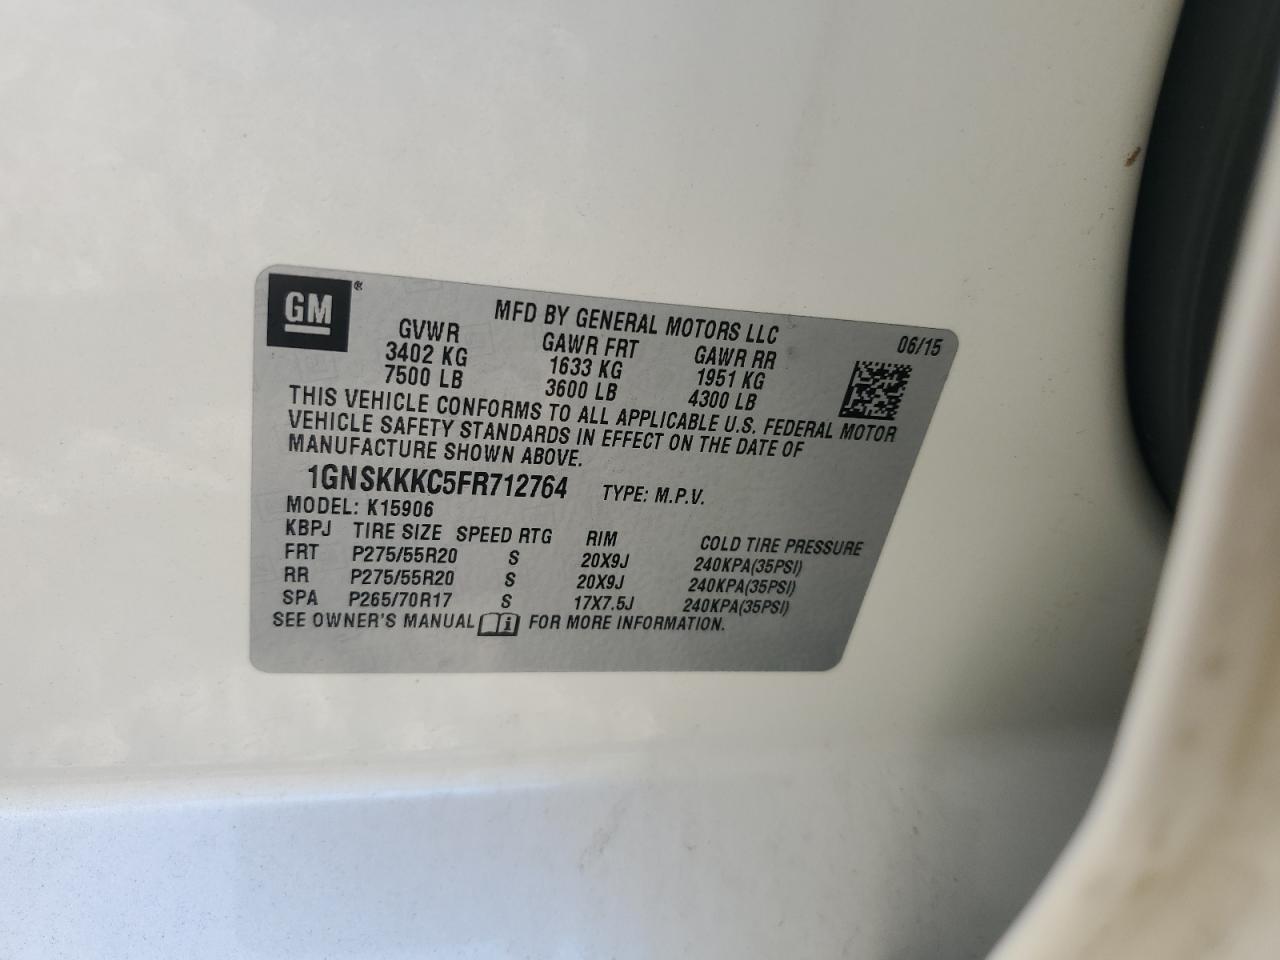 GM ®
MFD BY GENERAL MOTORS LLC 06/15
GVWR GAWR FRT GAWR RR
3402 KG 1633 KG 1951 KG
7500 LB 3600 LB 4300 LB
THIS VEHICLE CONFORMS TO ALL APPLICABLE U.S. FEDERAL MOTOR
VEHICLE SAFETY STANDARDS IN EFFECT ON THE DATE OF
MANUFACTURE SHOWN ABOVE.
1GNSKKKC5FR712764 TYPE: M.P.V.
MODEL: K15906
KBPJ TIRE SIZE SPEED RTG RIM COLD TIRE PRESSURE
FRT P275/55R20 S 20X9J 240KPA(35PSI)
RR P275/55R20 S 20X9J 240KPA(35PSI)
SPA P265/70R17 S 17X7.5J 240KPA(35PSI)
SEE OWNER'S MANUAL i FOR MORE INFORMATION.